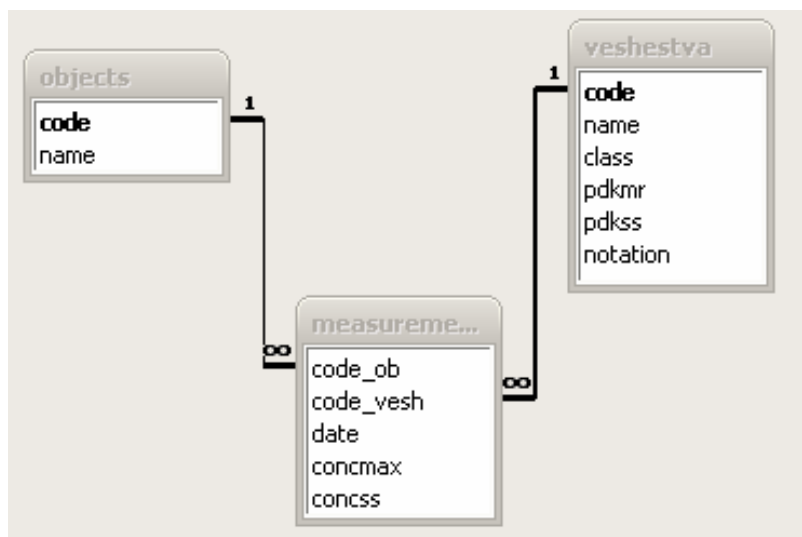 objects
code
name
1
veshestva
code
name
class
pdkmr
pdkss
notation
1
measureme...
code_ob
code_vesh
date
concmax
concss
∞
∞